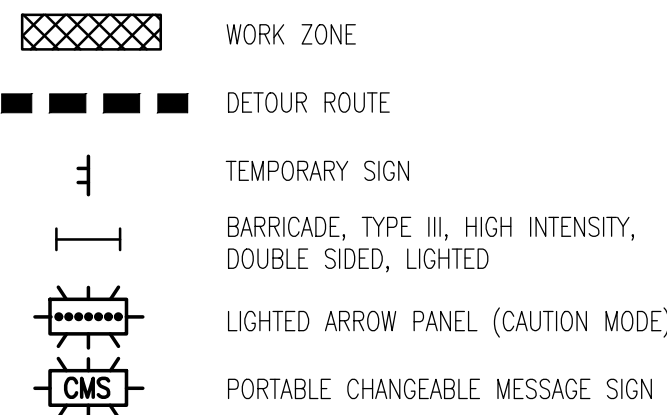 WORK ZONE
DETOUR ROUTE
TEMPORARY SIGN
BARRICADE, TYPE III, HIGH INTENSITY,
DOUBLE SIDED, LIGHTED
LIGHTED ARROW PANEL (CAUTION MODE)
CMS PORTABLE CHANGEABLE MESSAGE SIGN